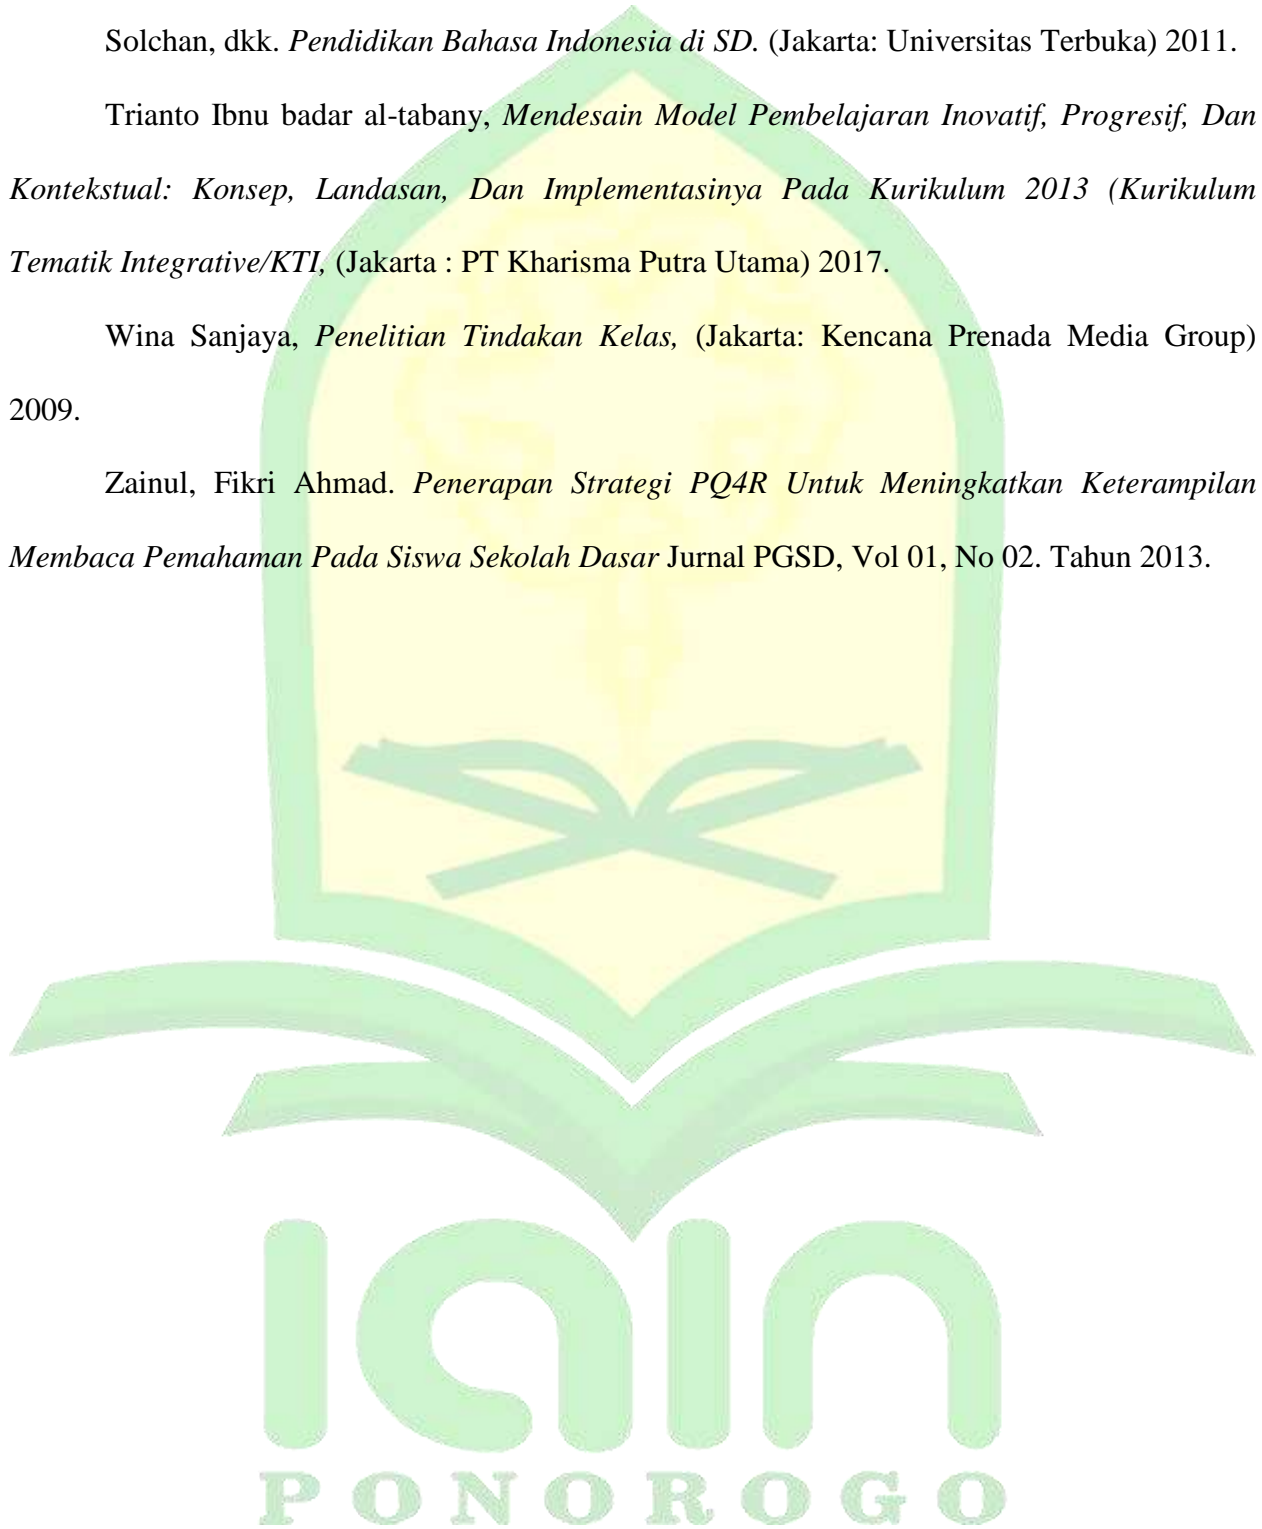 Solchan, dkk. Pendidikan Bahasa Indonesia di SD. (Jakarta: Universitas Terbuka) 2011.
Trianto Ibnu badar al-tabany, Mendesain Model Pembelajaran Inovatif, Progresif, Dan
Kontekstual: Konsep, Landasan, Dan Implementasinya Pada Kurikulum 2013 (Kurikulum
Tematik Integrative/KTI, (Jakarta : PT Kharisma Putra Utama) 2017.
Wina Sanjaya, Penelitian Tindakan Kelas, (Jakarta: Kencana Prenada Media Group)
2009.
Zainul, Fikri Ahmad. Penerapan Strategi PQ4R Untuk Meningkatkan Keterampilan
Membaca Pemahaman Pada Siswa Sekolah Dasar Jurnal PGSD, Vol 01, No 02. Tahun 2013.
iain
PONOROGO